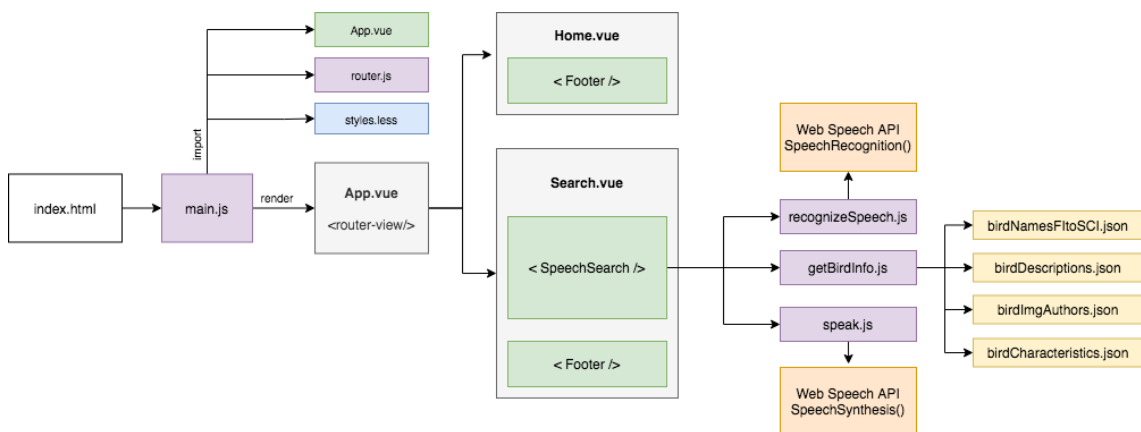 index.html
main.js
import
render
App.vue
router.js
styles.less
App.vue
<router-view/>
Home.vue
< Footer />
Search.vue
< SpeechSearch />
< Footer />
Web Speech API
SpeechRecognition()
recognizeSpeech.js
getBirdInfo.js
speak.js
Web Speech API
SpeechSynthesis()
birdNamesFItoSCI.json
birdDescriptions.json
birdImgAuthors.json
birdCharacteristics.json